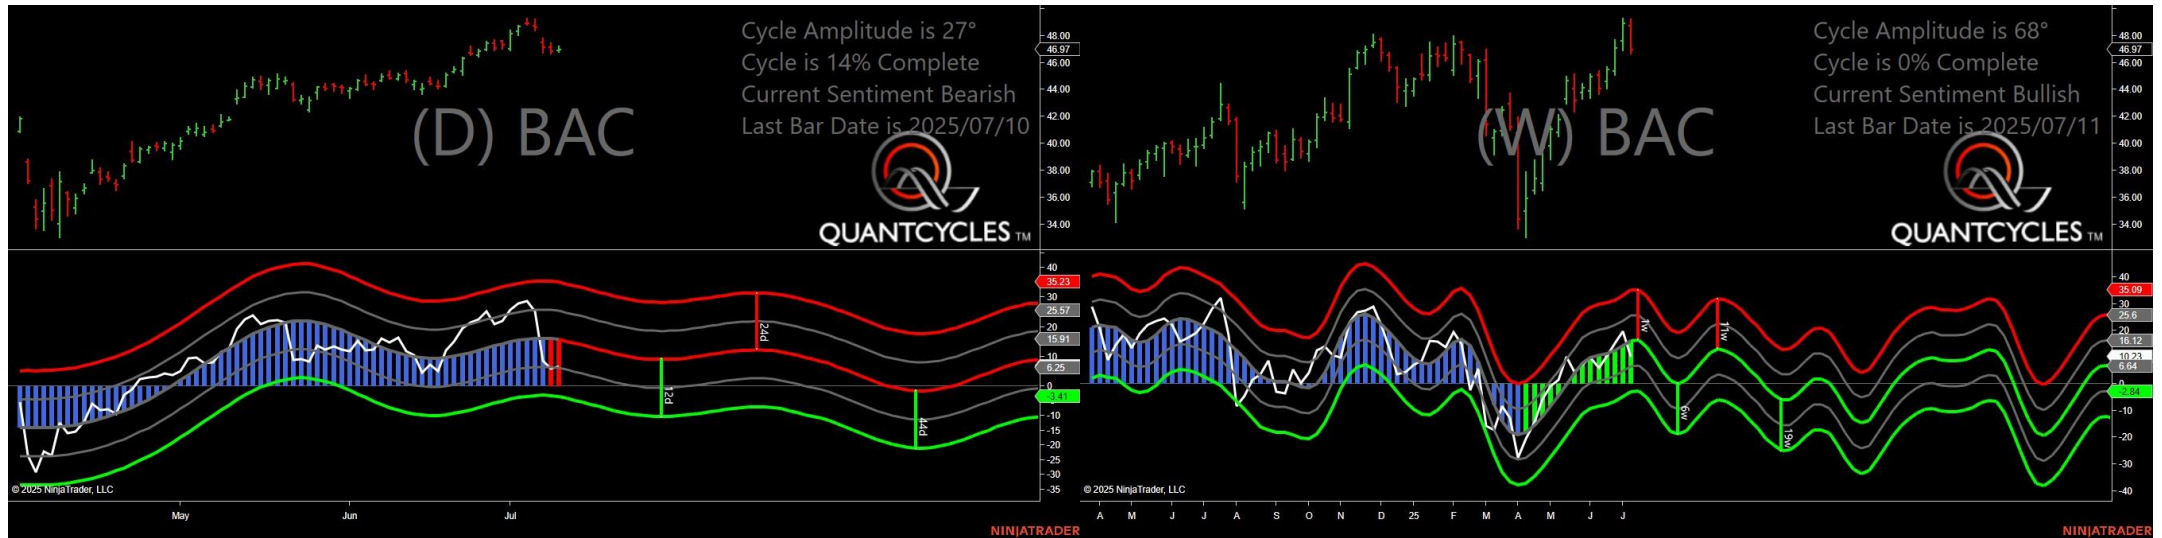 Cycle Amplitude is 27°
Cycle is 14% Complete
Current Sentiment Bearish
Last Bar Date is 2025/07/10
(D) BAC
QUANTCYCLES TM
48.00
46.97
46.00
44.00
42.00
40.00
38.00
36.00
34.00
40
35.23
30
25.57
20
15.91
10
6.25
0
-3.41
-10
-15
-20
-25
-30
-35
24d
12d
44d
© 2025 NinjaTrader, LLC
May
Jun
Jul
NINJATRADER
Cycle Amplitude is 68°
Cycle is 0% Complete
Current Sentiment Bullish
Last Bar Date is 2025/07/11
(W) BAC
QUANTCYCLES TM
48.00
46.97
46.00
44.00
42.00
40.00
38.00
36.00
34.00
40
35.09
30
25.6
20
16.12
10.23
6.64
-2.84
-10
-20
-30
-40
1w
11w
6w
19w
© 2025 NinjaTrader, LLC
A M J J A S O N D 25 F M A M J J
NINJATRADER